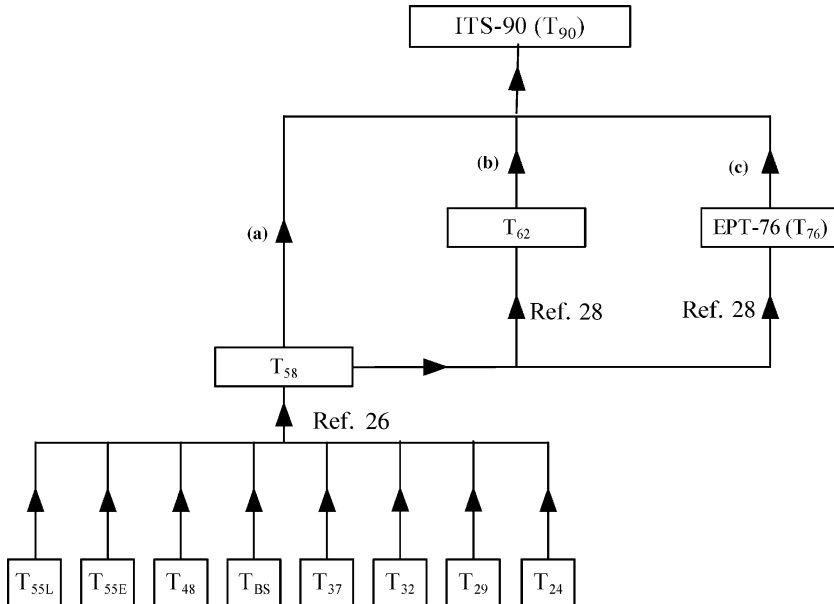 ITS-90 (T₉₀)
(b)
(c)
T₆₂
EPT-76 (T₇₆)
(a)
Ref. 28
Ref. 28
T₅₈
Ref. 26
T₅₅L
T₅₅E
T₄₈
T_BS
T₃₇
T₃₂
T₂₉
T₂₄